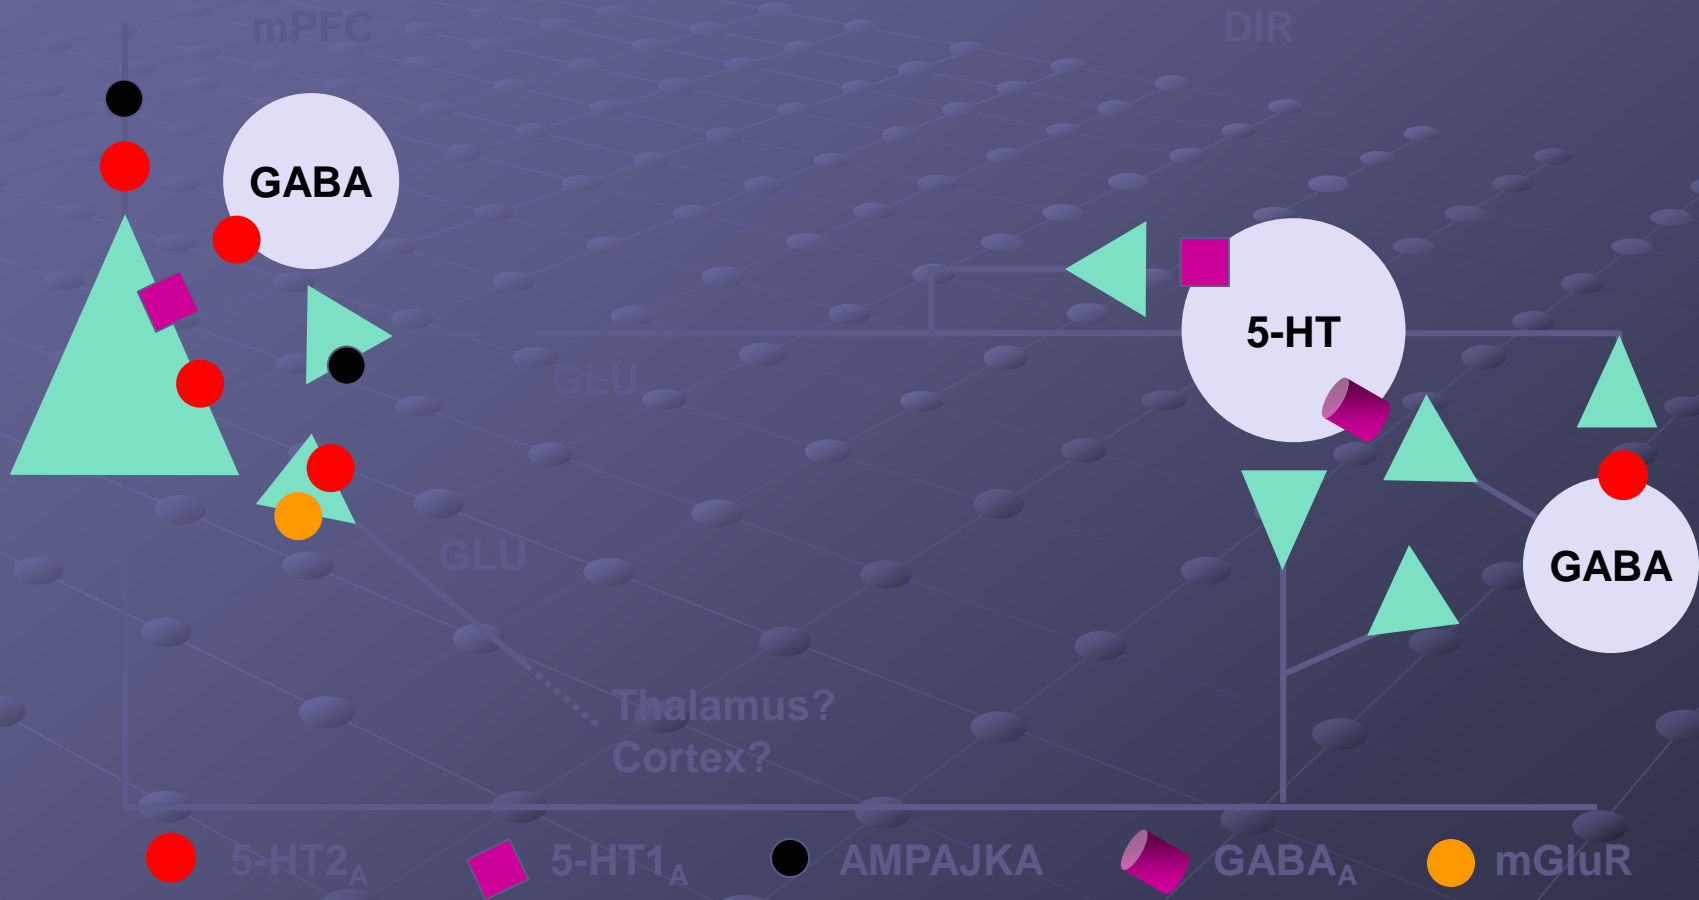 mPFC
DIR
GABA
5-HT
GLU
GLU
GABA
Thalamus?
Cortex?
5-HT2A
5-HT1A
AMPAJKA
GABAA
mGluR